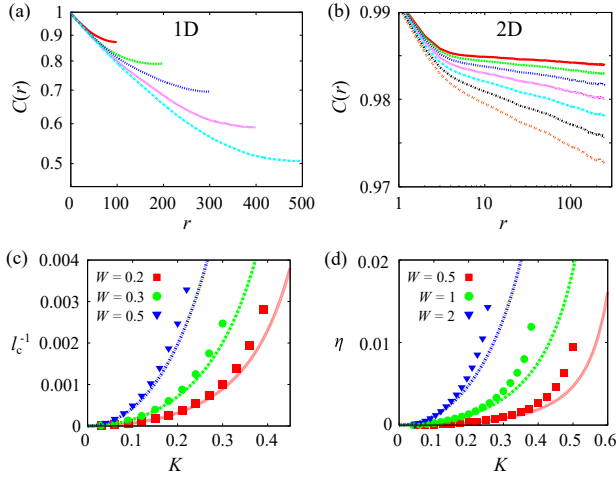 (a) 1D
1
0.9
0.8
0.7
0.6
0.5
C(r)
0 100 200 300 400 500
r
(b) 2D
0.99
0.98
0.97
C(r)
1 10 100
r
(c)
0.004
0.003
0.002
0.001
0
l_c^-1
W = 0.2
W = 0.3
W = 0.5
0 0.1 0.2 0.3 0.4
K
(d)
0.02
0.01
0
η
W = 0.5
W = 1
W = 2
0 0.1 0.2 0.3 0.4 0.5 0.6
K